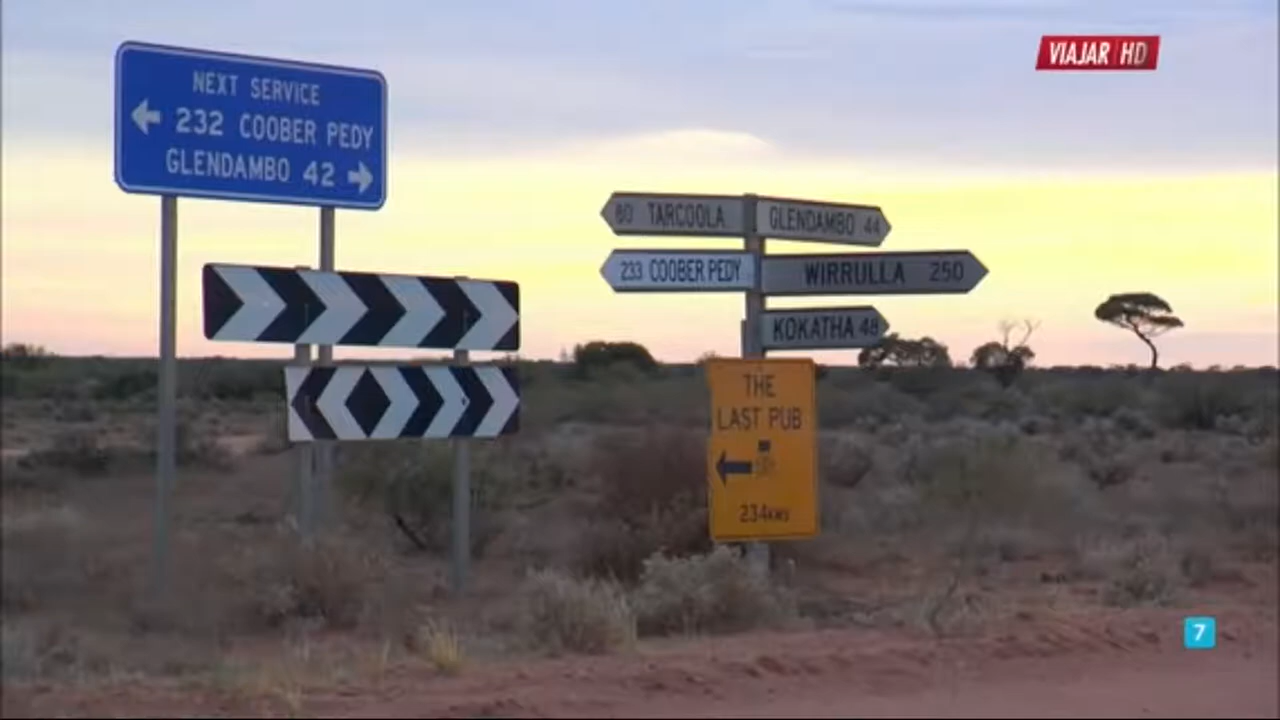 NEXT SERVICE
232 COOBER PEDY
GLENDAMBO 42
VIAJAR HD
80 TARCOOLA
GLENDAMBO 44
233 COOBER PEDY
WIRRULLA 250
KOKATHA 48
THE
LAST PUB
234KMS
7